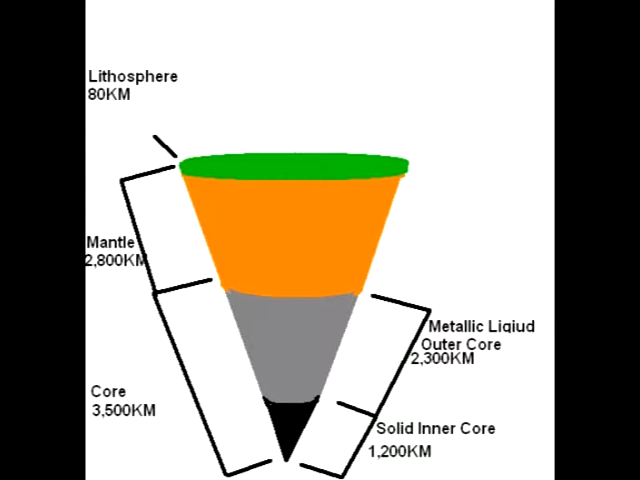 Lithosphere
80KM
Mantle
2,800KM
Metallic Liqiud
Outer Core
2,300KM
Core
3,500KM
Solid Inner Core
1,200KM